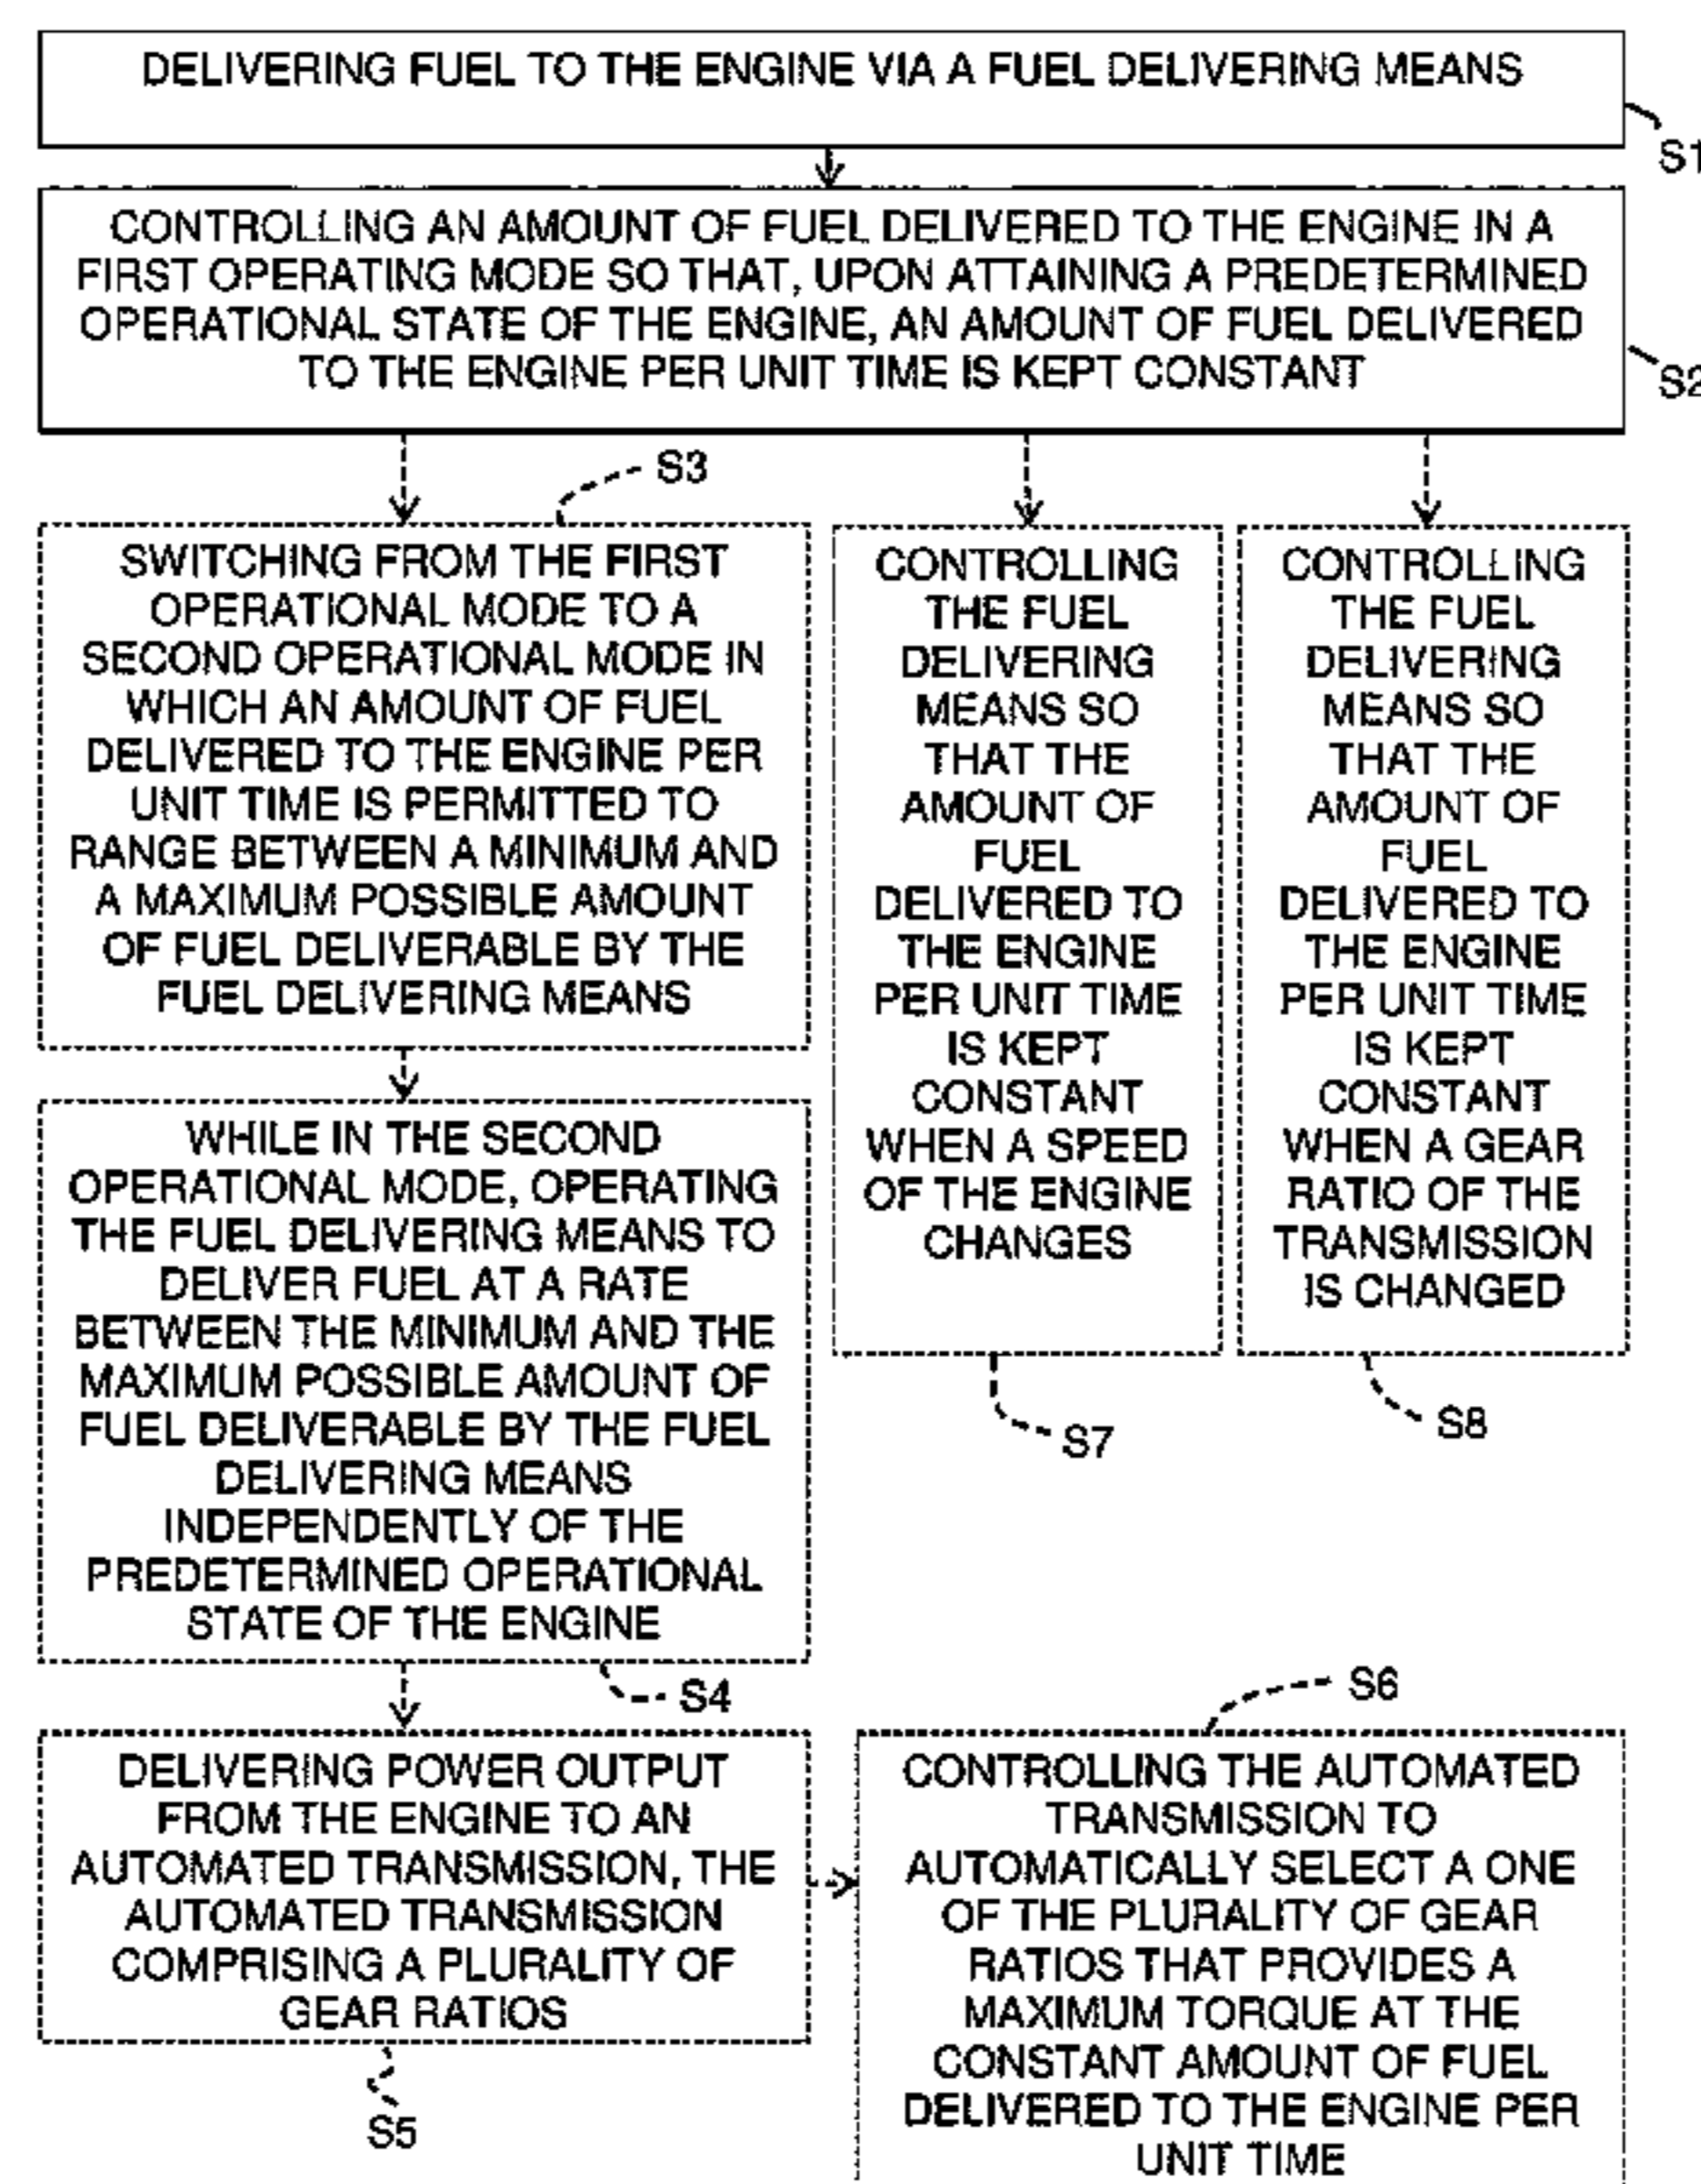 DELIVERING FUEL TO THE ENGINE VIA A FUEL DELIVERING MEANS
S1
CONTROLLING AN AMOUNT OF FUEL DELIVERED TO THE ENGINE IN A
FIRST OPERATING MODE SO THAT, UPON ATTAINING A PREDETERMINED
OPERATIONAL STATE OF THE ENGINE, AN AMOUNT OF FUEL DELIVERED
TO THE ENGINE PER UNIT TIME IS KEPT CONSTANT
S2
S3
SWITCHING FROM THE FIRST
OPERATIONAL MODE TO A
SECOND OPERATIONAL MODE IN
WHICH AN AMOUNT OF FUEL
DELIVERED TO THE ENGINE PER
UNIT TIME IS PERMITTED TO
RANGE BETWEEN A MINIMUM AND
A MAXIMUM POSSIBLE AMOUNT
OF FUEL DELIVERABLE BY THE
FUEL DELIVERING MEANS
CONTROLLING
THE FUEL
DELIVERING
MEANS SO
THAT THE
AMOUNT OF
FUEL
DELIVERED TO
THE ENGINE
PER UNIT TIME
IS KEPT
CONSTANT
WHEN A SPEED
OF THE ENGINE
CHANGES
S7
CONTROLLING
THE FUEL
DELIVERING
MEANS SO
THAT THE
AMOUNT OF
FUEL
DELIVERED TO
THE ENGINE
PER UNIT TIME
IS KEPT
CONSTANT
WHEN A GEAR
RATIO OF THE
TRANSMISSION
IS CHANGED
S8
WHILE IN THE SECOND
OPERATIONAL MODE, OPERATING
THE FUEL DELIVERING MEANS TO
DELIVER FUEL AT A RATE
BETWEEN THE MINIMUM AND THE
MAXIMUM POSSIBLE AMOUNT OF
FUEL DELIVERABLE BY THE FUEL
DELIVERING MEANS
INDEPENDENTLY OF THE
PREDETERMINED OPERATIONAL
STATE OF THE ENGINE
S4
DELIVERING POWER OUTPUT
FROM THE ENGINE TO AN
AUTOMATED TRANSMISSION, THE
AUTOMATED TRANSMISSION
COMPRISING A PLURALITY OF
GEAR RATIOS
S5
S6
CONTROLLING THE AUTOMATED
TRANSMISSION TO
AUTOMATICALLY SELECT A ONE
OF THE PLURALITY OF GEAR
RATIOS THAT PROVIDES A
MAXIMUM TORQUE AT THE
CONSTANT AMOUNT OF FUEL
DELIVERED TO THE ENGINE PER
UNIT TIME